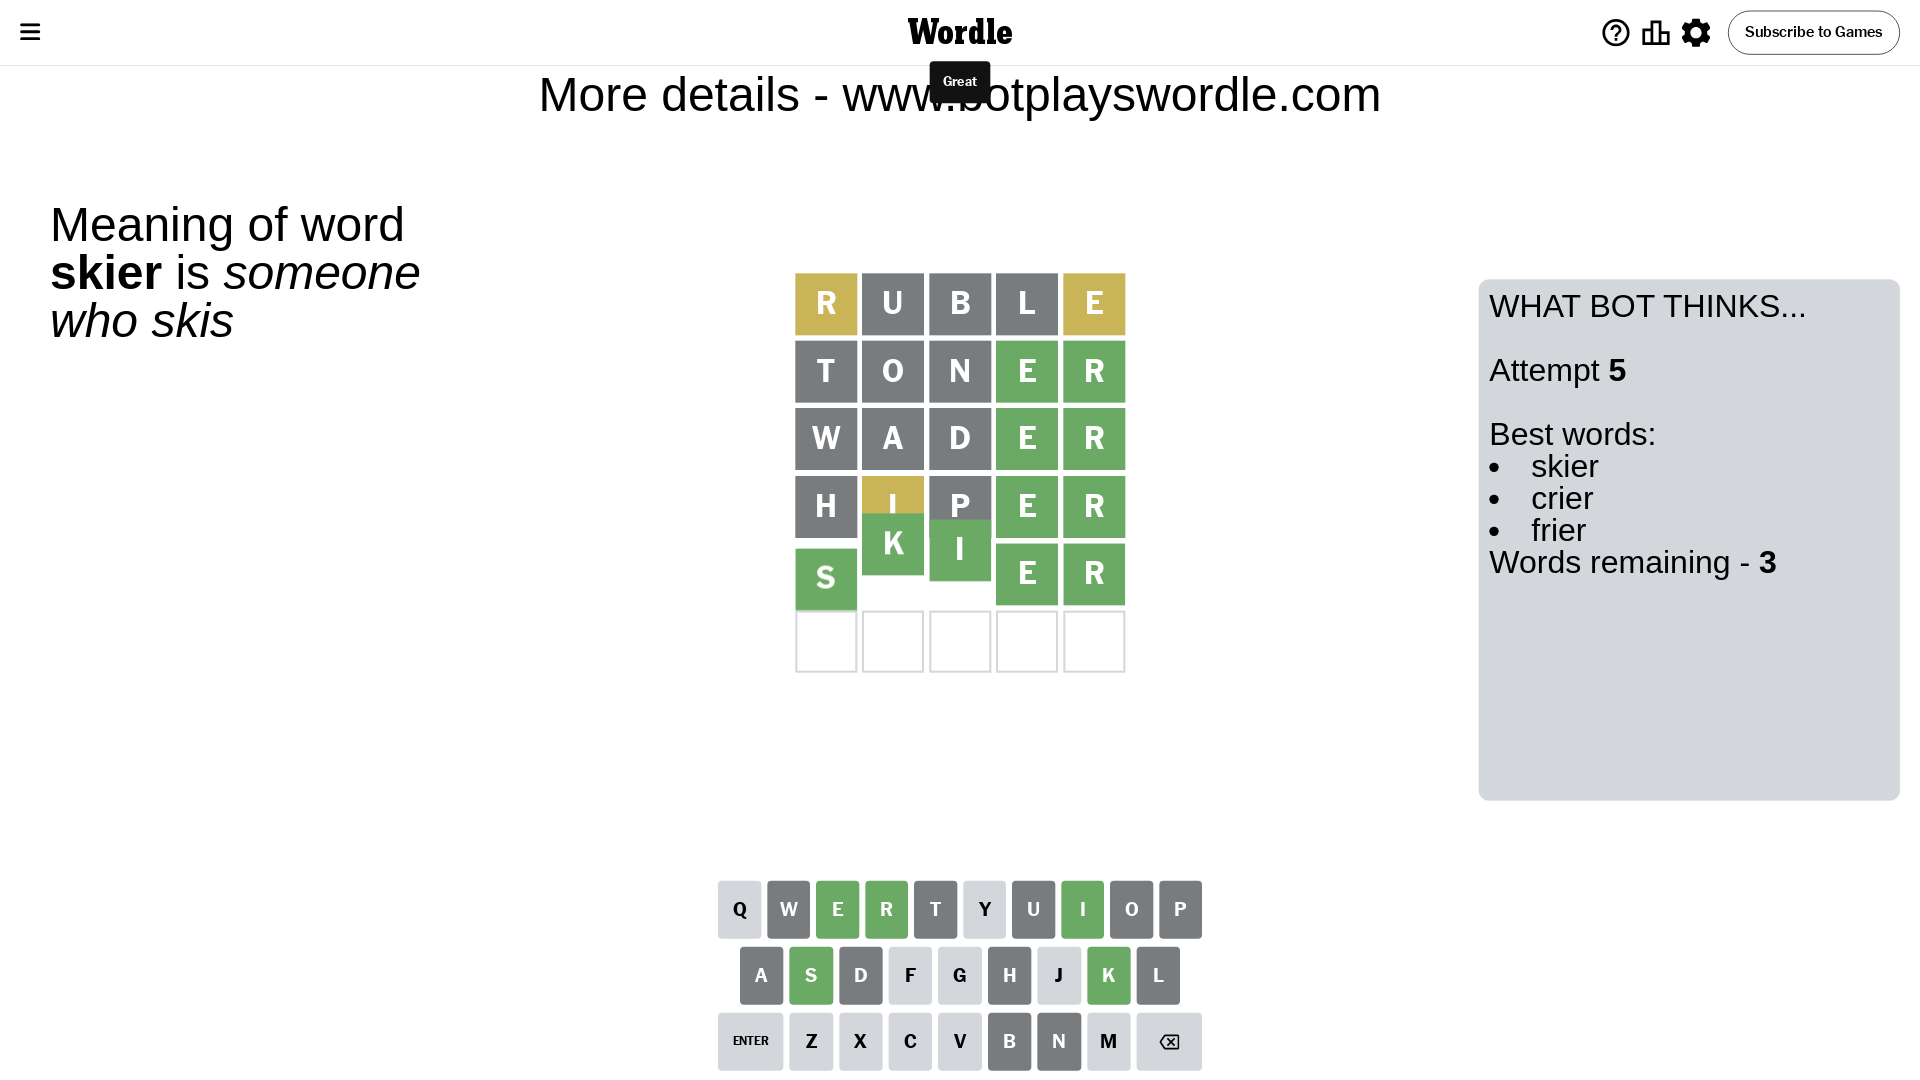 Wordle
Subscribe to Games
Great
More details - www.botplayswordle.com
Meaning of word
skier is someone
who skis
R U B L E
T O N E R
W A D E R
H I P E R
S K I E R
WHAT BOT THINKS...
Attempt 5
Best words:
• skier
• crier
• frier
Words remaining - 3
Q W E R T Y U I O P
A S D F G H J K L
ENTER Z X C V B N M